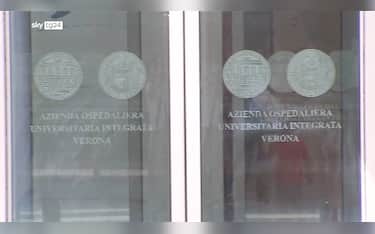 sky tg24
AZIENDA OSPEDALIERA
UNIVERSITARIA INTEGRATA
VERONA
AZIENDA OSPEDALIERA
UNIVERSITARIA INTEGRATA
VERONA